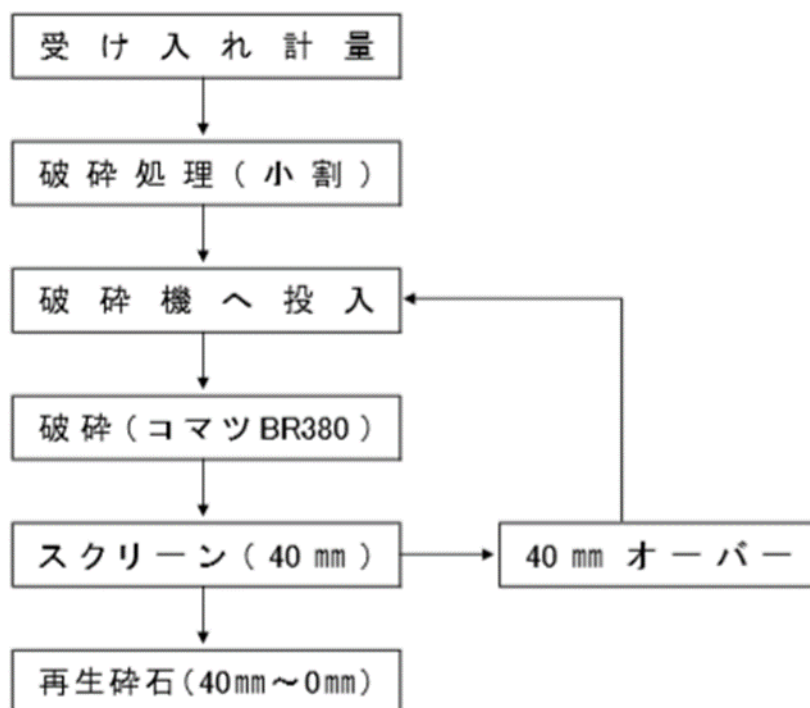 受け入れ計量
破砕処理(小割)
破砕機へ投入
破砕(コマツBR380)
スクリーン(40㎜)
40㎜オーバー
再生砕石(40㎜～0㎜)